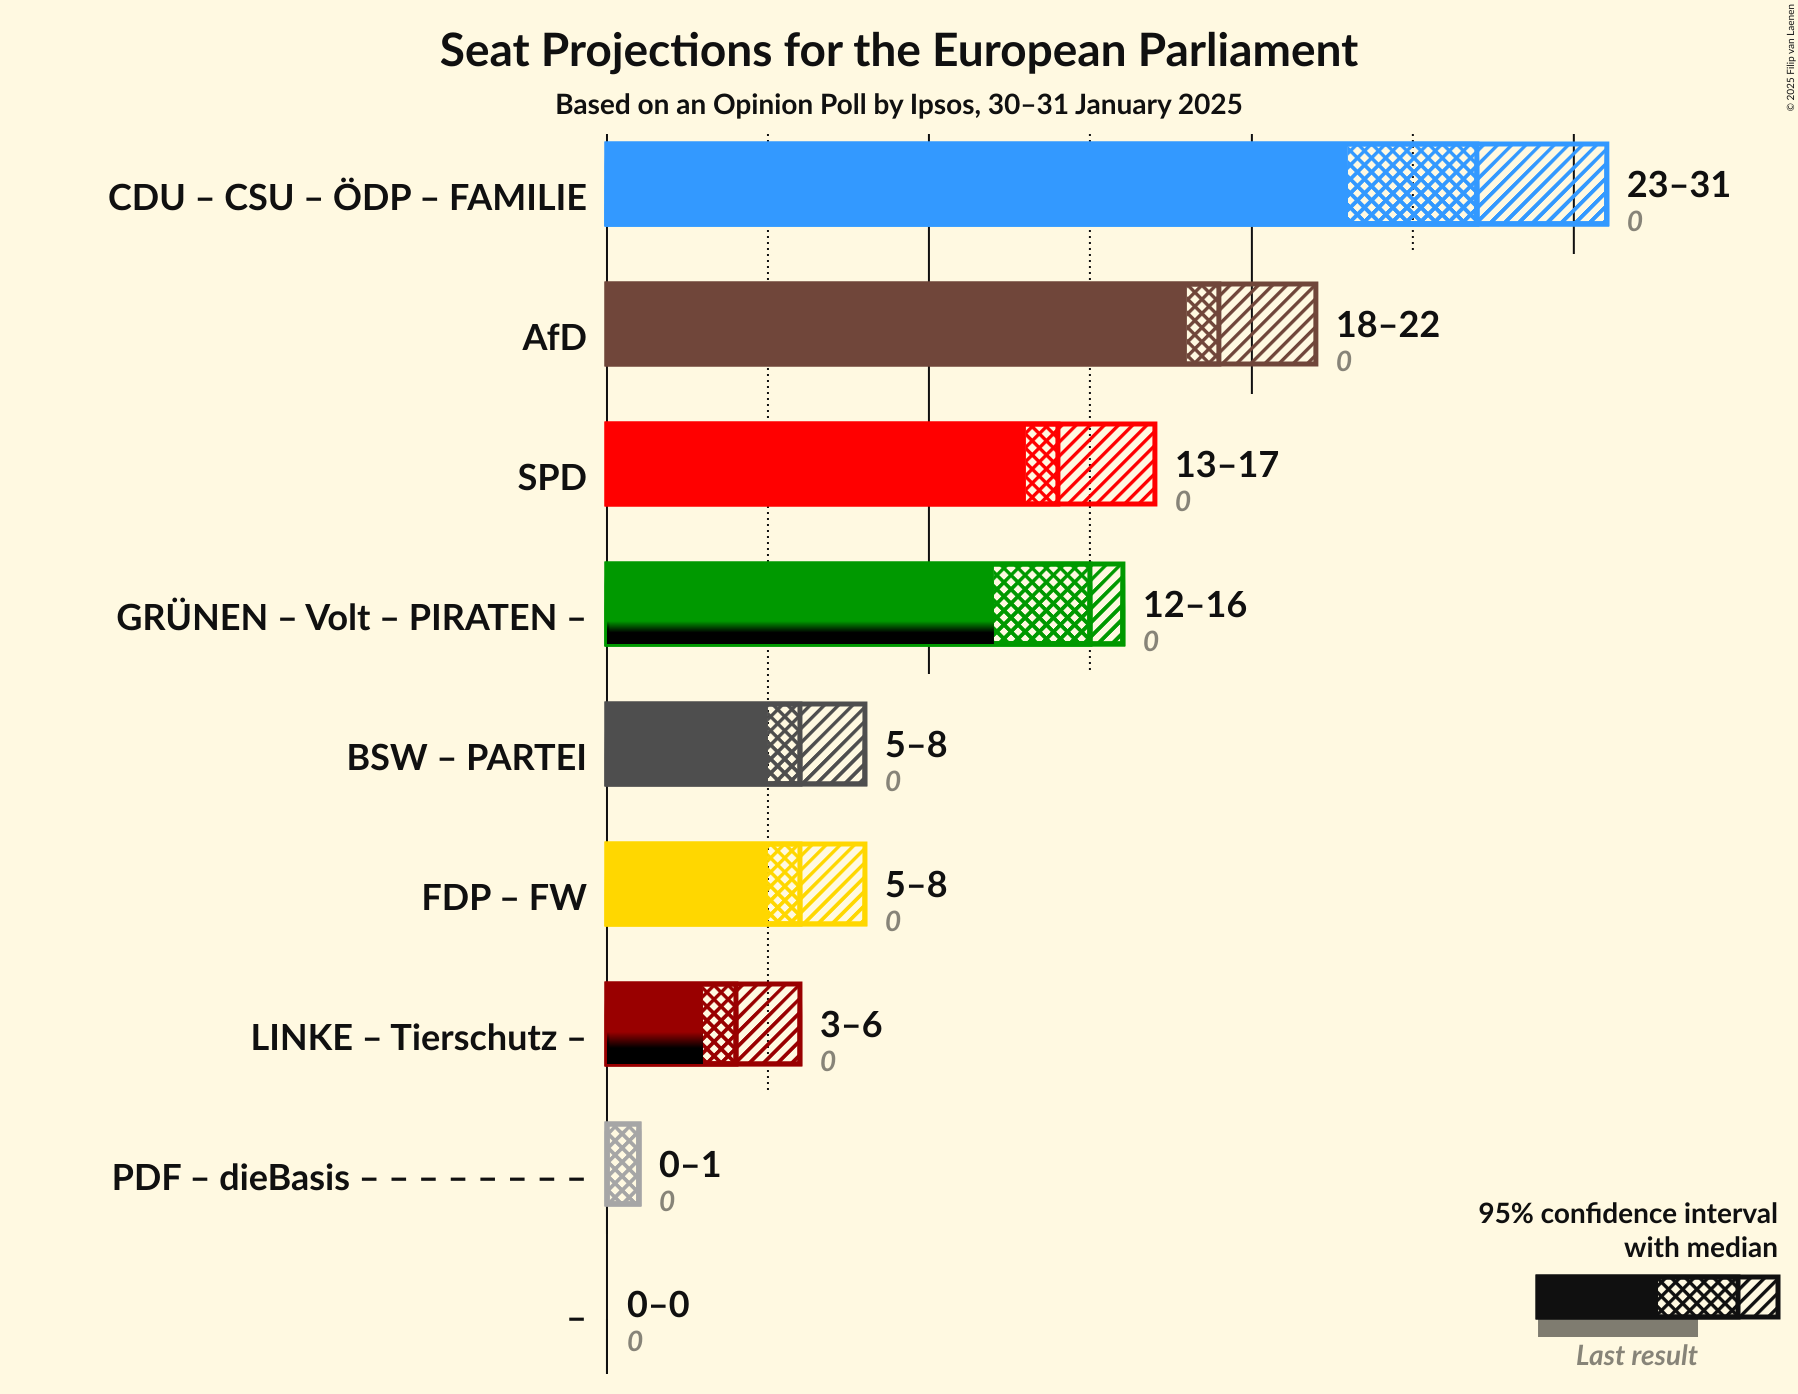 Seat Projections for the European Parliament
Based on an Opinion Poll by Ipsos, 30–31 January 2025
© 2025 Filip van Laenen
CDU – CSU – ÖDP – FAMILIE
23–31
0
AfD
18–22
0
SPD
13–17
0
GRÜNEN – Volt – PIRATEN –
12–16
0
BSW – PARTEI
5–8
0
FDP – FW
5–8
0
LINKE – Tierschutz –
3–6
0
PDF – dieBasis – – – – – – – –
0–1
0
–
0–0
0
95% confidence interval
with median
Last result